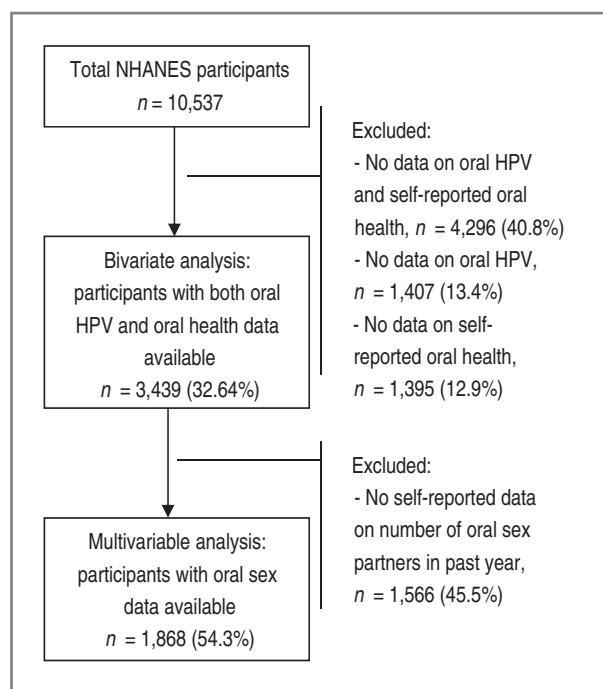 Total NHANES participants
n = 10,537
Excluded:
- No data on oral HPV
and self-reported oral
health, n = 4,296 (40.8%)
- No data on oral HPV,
n = 1,407 (13.4%)
- No data on self-
reported oral health,
n = 1,395 (12.9%)
Bivariate analysis:
participants with both oral
HPV and oral health data
available
n = 3,439 (32.64%)
Excluded:
- No self-reported data
on number of oral sex
partners in past year,
n = 1,566 (45.5%)
Multivariable analysis:
participants with oral sex
data available
n = 1,868 (54.3%)